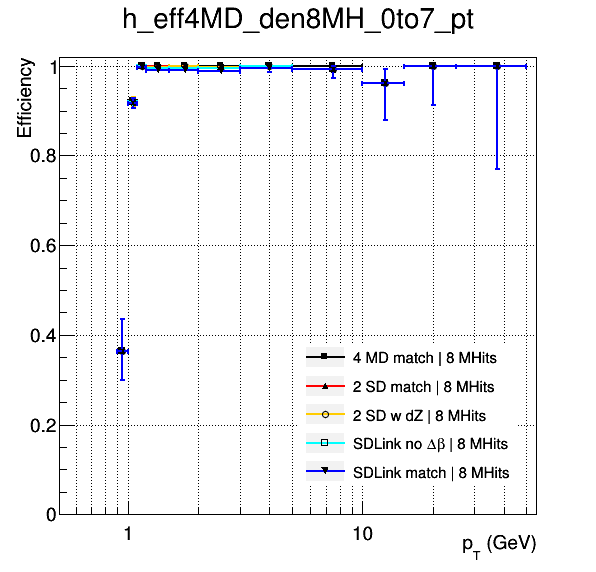 h_eff4MD_den8MH_0to7_pt
Efficiency
1
0.8
0.6
0.4
0.2
0
4 MD match | 8 MHits
2 SD match | 8 MHits
2 SD w dZ | 8 MHits
SDLink no Δβ | 8 MHits
SDLink match | 8 MHits
1
10
p_T (GeV)